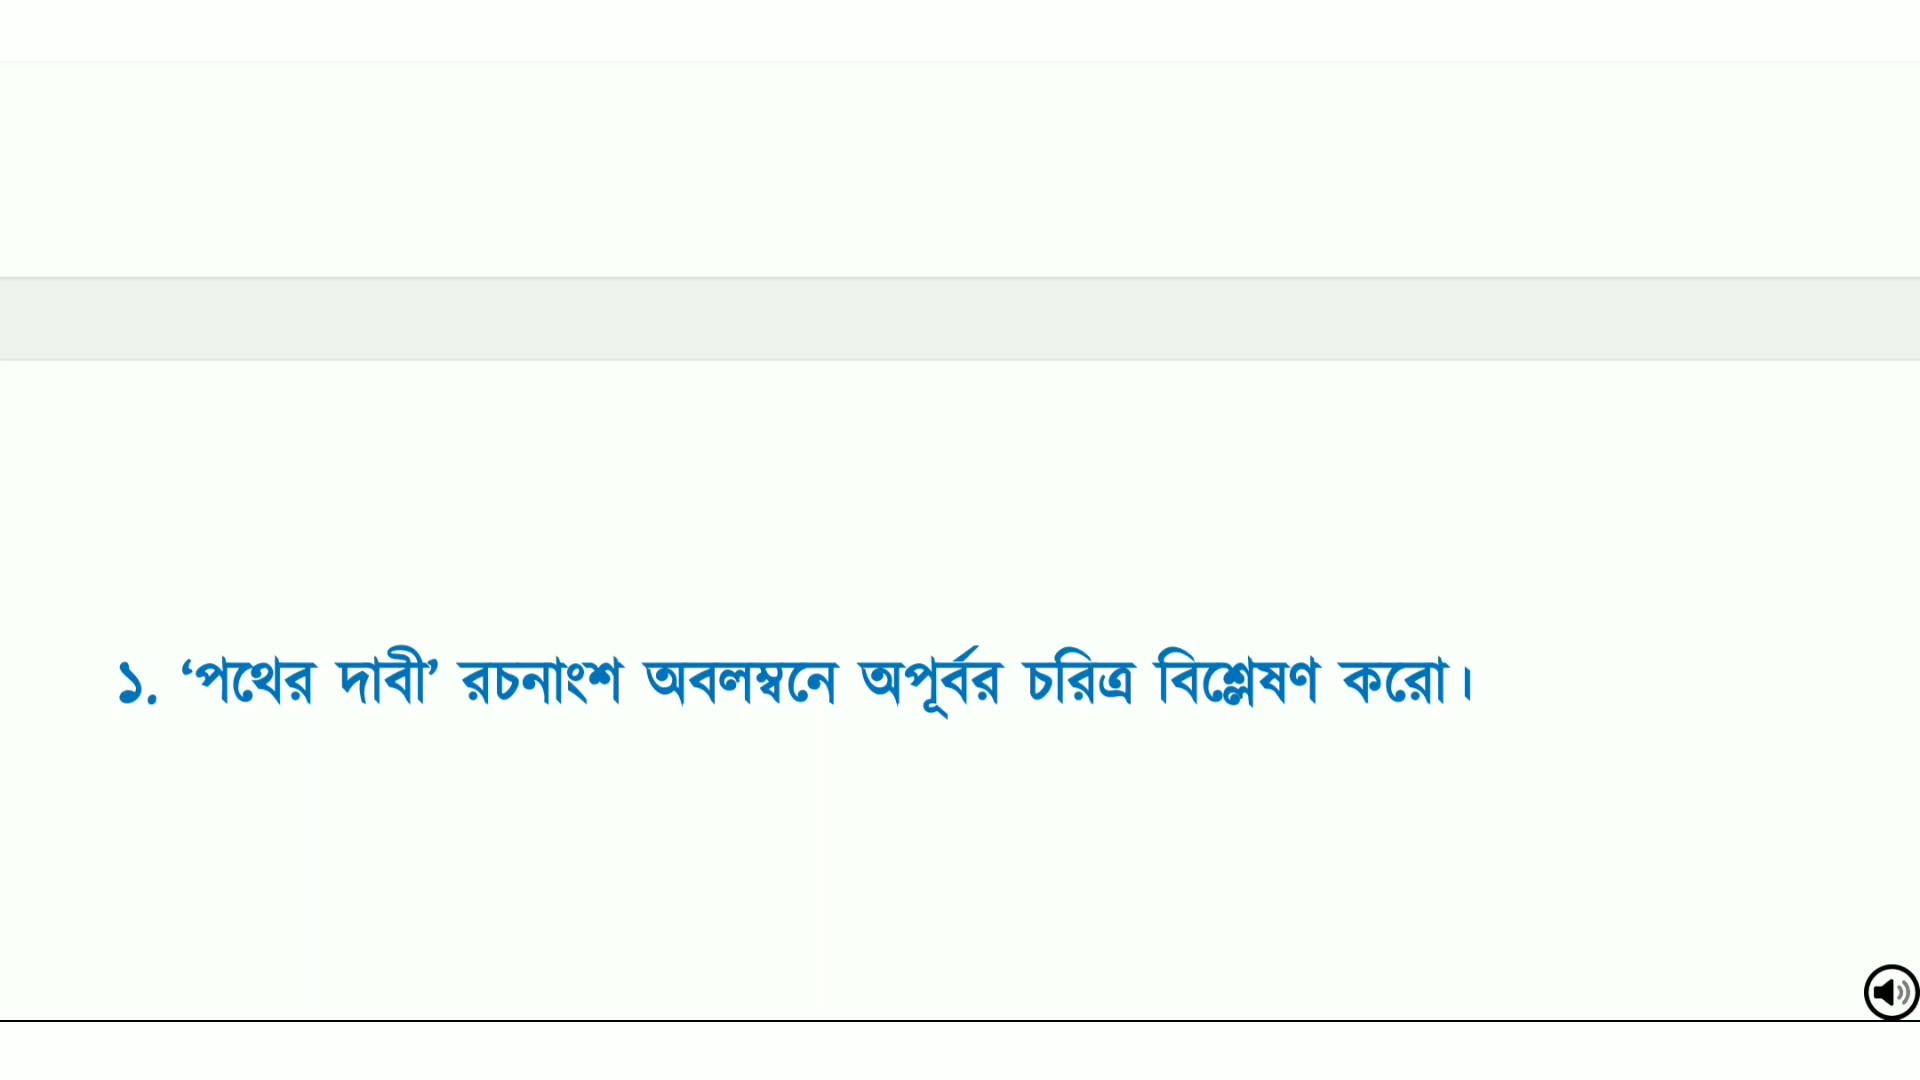 ১. ‘পথের দাবী’ রচনাংশ অবলম্বনে অপূর্বর চরিত্র বিশ্লেষণ করো।